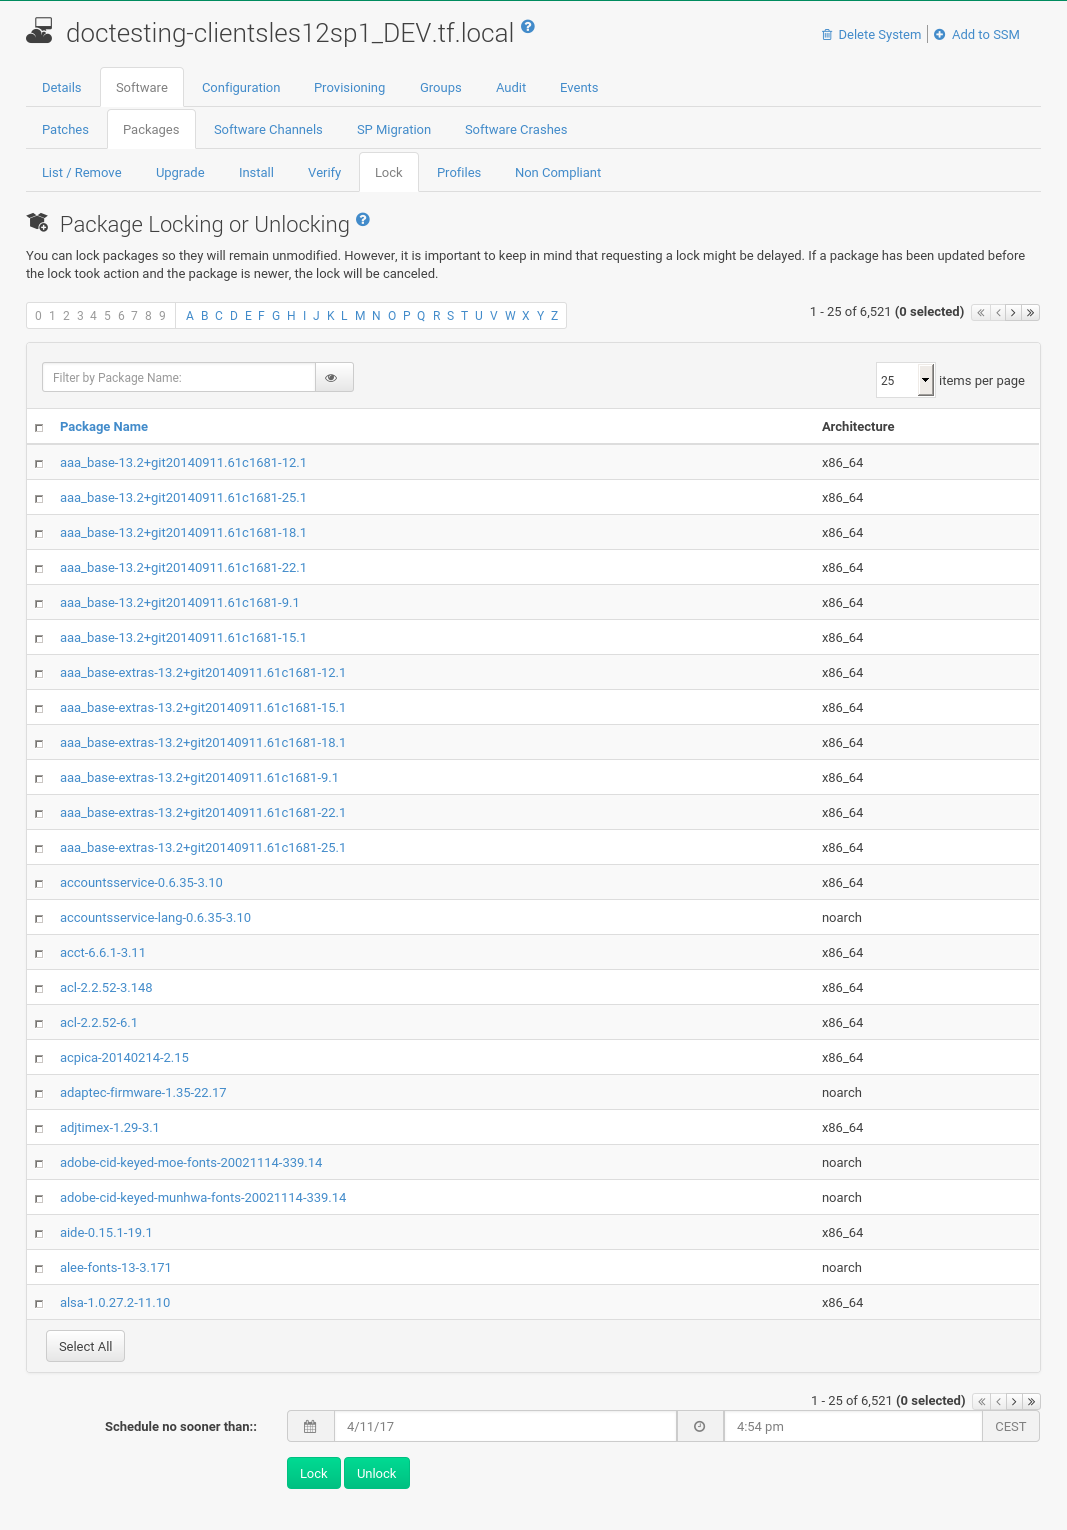 doctesting-clientsles12sp1_DEV.tf.local
Delete System | Add to SSM
Details Software Configuration Provisioning Groups Audit Events
Patches Packages Software Channels SP Migration Software Crashes
List / Remove Upgrade Install Verify Lock Profiles Non Compliant
Package Locking or Unlocking
You can lock packages so they will remain unmodified. However, it is important to keep in mind that requesting a lock might be delayed. If a package has been updated before
the lock took action and the package is newer, the lock will be canceled.
0 1 2 3 4 5 6 7 8 9 A B C D E F G H I J K L M N O P Q R S T U V W X Y Z
1 - 25 of 6,521 (0 selected)
Filter by Package Name:
25 items per page
Package Name Architecture
aaa_base-13.2+git20140911.61c1681-12.1 x86_64
aaa_base-13.2+git20140911.61c1681-25.1 x86_64
aaa_base-13.2+git20140911.61c1681-18.1 x86_64
aaa_base-13.2+git20140911.61c1681-22.1 x86_64
aaa_base-13.2+git20140911.61c1681-9.1 x86_64
aaa_base-13.2+git20140911.61c1681-15.1 x86_64
aaa_base-extras-13.2+git20140911.61c1681-12.1 x86_64
aaa_base-extras-13.2+git20140911.61c1681-15.1 x86_64
aaa_base-extras-13.2+git20140911.61c1681-18.1 x86_64
aaa_base-extras-13.2+git20140911.61c1681-9.1 x86_64
aaa_base-extras-13.2+git20140911.61c1681-22.1 x86_64
aaa_base-extras-13.2+git20140911.61c1681-25.1 x86_64
accountsservice-0.6.35-3.10 x86_64
accountsservice-lang-0.6.35-3.10 noarch
acct-6.6.1-3.11 x86_64
acl-2.2.52-3.148 x86_64
acl-2.2.52-6.1 x86_64
acpica-20140214-2.15 x86_64
adaptec-firmware-1.35-22.17 noarch
adjtimex-1.29-3.1 x86_64
adobe-cid-keyed-moe-fonts-20021114-339.14 noarch
adobe-cid-keyed-munhwa-fonts-20021114-339.14 noarch
aide-0.15.1-19.1 x86_64
alee-fonts-13-3.171 noarch
alsa-1.0.27.2-11.10 x86_64
Select All
1 - 25 of 6,521 (0 selected)
Schedule no sooner than:: 4/11/17 4:54 pm CEST
Lock Unlock